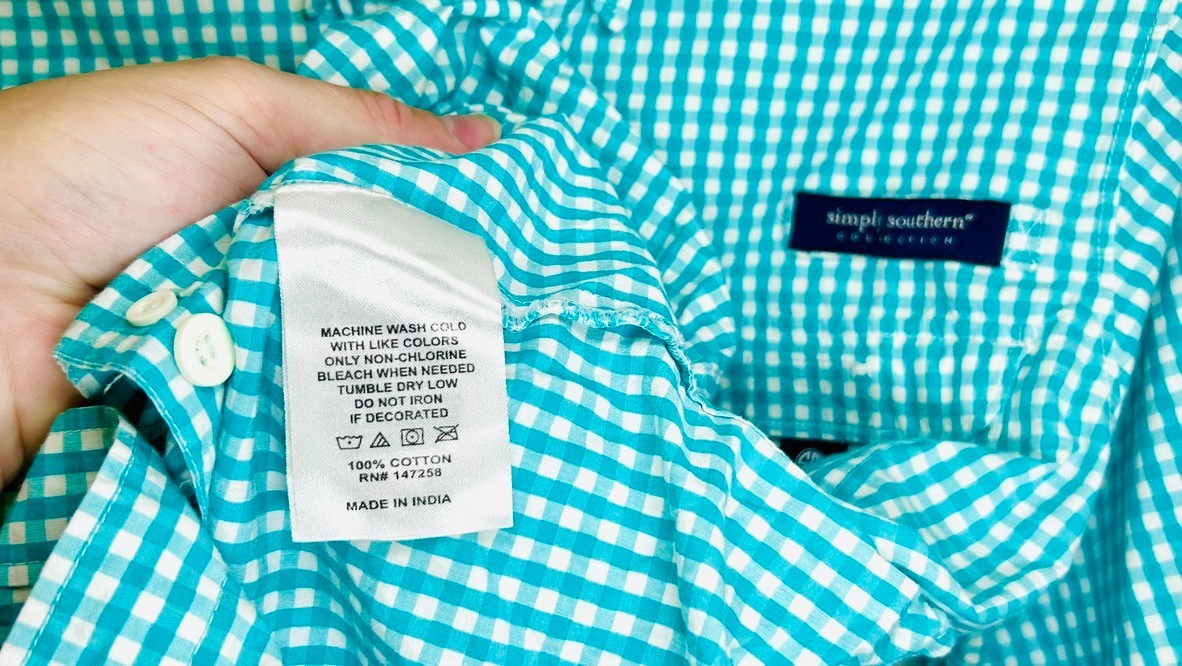 MACHINE WASH COLD
WITH LIKE COLORS
ONLY NON-CHLORINE
BLEACH WHEN NEEDED
TUMBLE DRY LOW
DO NOT IRON
IF DECORATED
100% COTTON
RN# 147258
MADE IN INDIA
simply southern®
COLLECTION